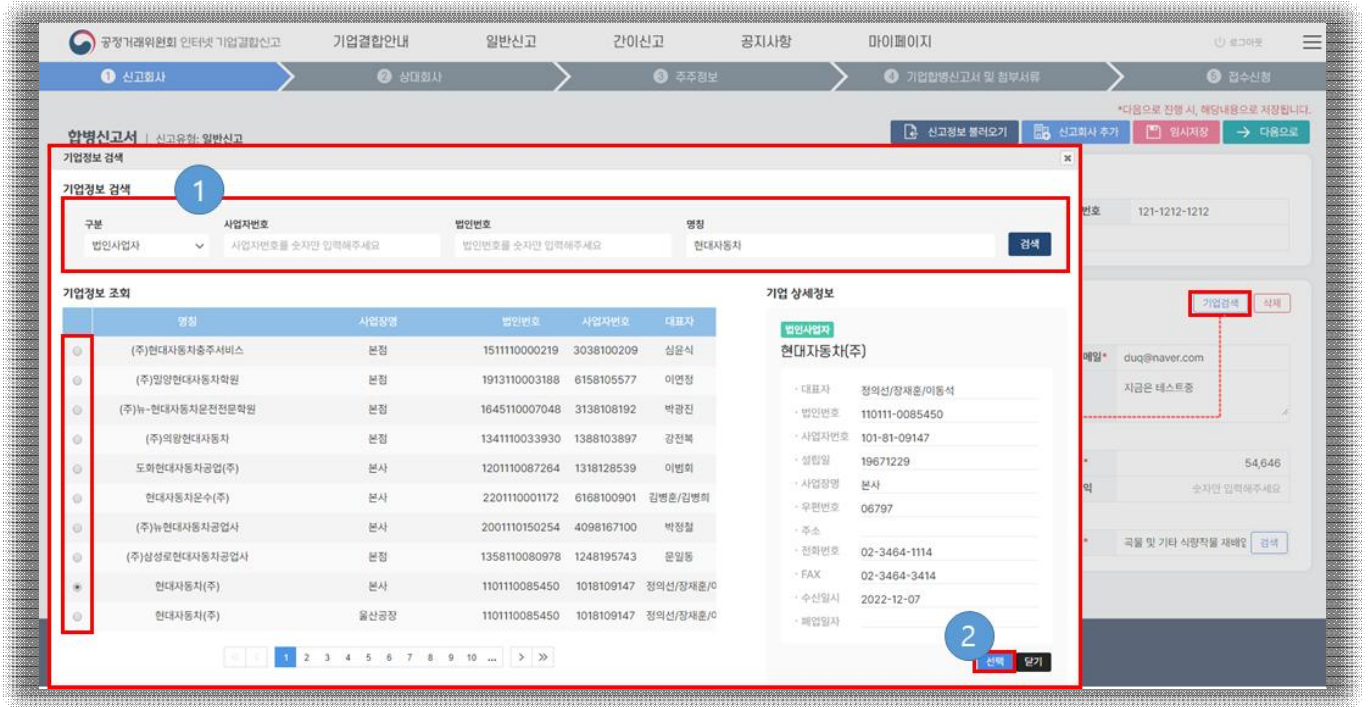 공정거래위원회 인터넷 기업결합신고 기업결합안내 일반신고 간이신고 공지사항 마이페이지 로그아웃
1 신고회사 2 상대회사 3 주주정보 4 기업합병신고서 및 첨부서류 5 접수신청
*다음으로 진행 시, 해당내용으로 저장됩니다.
합병신고서 | 신고유형: 일반신고 신고정보 불러오기 신고회사 추가 임시저장 다음으로
기업정보 검색
기업정보 검색
1
구분 사업자번호 법인번호 명칭
법인사업자 사업자번호를 숫자만 입력해주세요 법인번호를 숫자만 입력해주세요 현대자동차 검색
번호 121-1212-1212
기업정보 조회
명칭 사업장명 법인번호 사업자번호 대표자
(주)현대자동차충주서비스 본점 1511110000219 3038100209 심윤식
(주)밀양현대자동차학원 본점 1913110003188 6158105577 이연정
(주)뉴-현대자동차운전전문학원 본점 1645110007048 3138108192 박광진
(주)의왕현대자동차 본점 1341110033930 1388103897 강전복
도화현대자동차공업(주) 본사 1201110087264 1318128539 이범희
현대자동차운수(주) 본사 2201110001172 6168100901 김병훈/김병희
(주)뉴현대자동차공업사 본사 2001110150254 4098167100 박정철
(주)삼성로현대자동차공업사 본점 1358110080978 1248195743 문일동
현대자동차(주) 본사 1101110085450 1018109147 정의선/장재훈/이
현대자동차(주) 울산공장 1101110085450 1018109147 정의선/장재훈/이
1 2 3 4 5 6 7 8 9 10 ... > >>
기업 상세정보
법인사업자
현대자동차(주)
· 대표자 정의선/장재훈/이동석
· 법인번호 110111-0085450
· 사업자번호 101-81-09147
· 설립일 19671229
· 사업장명 본사
· 우편번호 06797
· 주소
· 전화번호 02-3464-1114
· FAX 02-3464-3414
· 수신일시 2022-12-07
· 폐업일자
2
선택 닫기
기업검색 삭제
메일* duq@naver.com
지금은 테스트중
* 54,646
익 숫자만 입력해주세요
* 곡물 및 기타 식량작물 재배업 검색